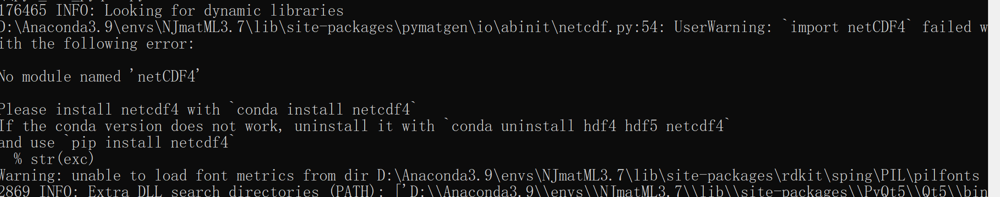 176465 INFO: Looking for dynamic libraries
D:\Anaconda3.9\envs\NJmatML3.7\lib\site-packages\pymatgen\io\abinit\netcdf.py:54: UserWarning: `import netCDF4` failed w
ith the following error:
No module named 'netCDF4'
Please install netcdf4 with `conda install netcdf4`
If the conda version does not work, uninstall it with `conda uninstall hdf4 hdf5 netcdf4`
and use `pip install netcdf4`
% str(exc)
Warning: unable to load font metrics from dir D:\Anaconda3.9\envs\NJmatML3.7\lib\site-packages\rdkit\sping\PIL\pilfonts
2869 INFO: Extra DLL search directories (PATH): ['D:\\Anaconda3.9\\envs\\NJmatML3.7\\lib\\site-packages\\PyQt5\\Qt5\\bin